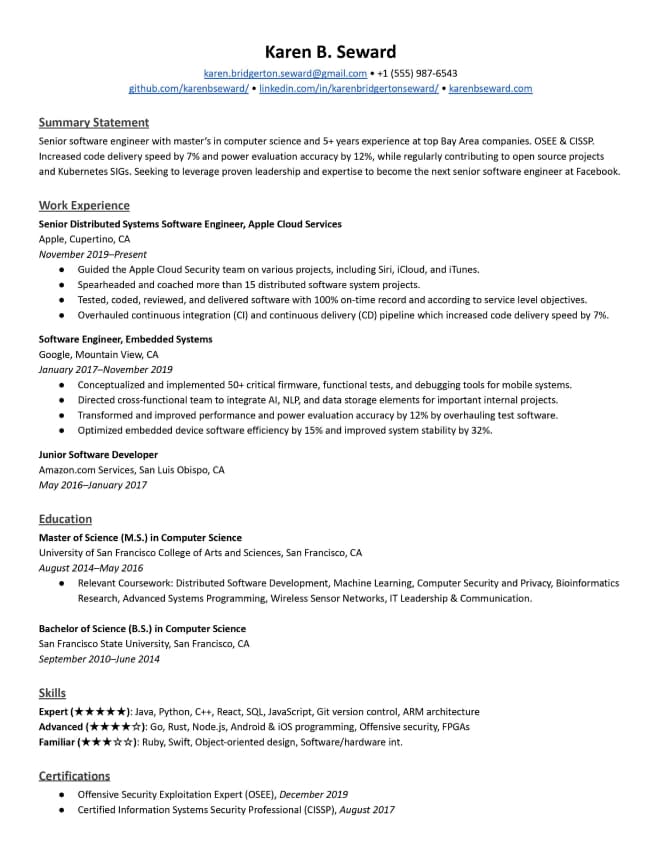 Karen B. Seward
karen.bridgerton.seward@gmail.com • +1 (555) 987-6543
github.com/karenbseward/ • linkedin.com/in/karenbridgertonseward/ • karenbseward.com
Summary Statement
Senior software engineer with master's in computer science and 5+ years experience at top Bay Area companies. OSEE & CISSP.
Increased code delivery speed by 7% and power evaluation accuracy by 12%, while regularly contributing to open source projects
and Kubernetes SIGs. Seeking to leverage proven leadership and expertise to become the next senior software engineer at Facebook.
Work Experience
Senior Distributed Systems Software Engineer, Apple Cloud Services
Apple, Cupertino, CA
November 2019–Present
● Guided the Apple Cloud Security team on various projects, including Siri, iCloud, and iTunes.
● Spearheaded and coached more than 15 distributed software system projects.
● Tested, coded, reviewed, and delivered software with 100% on-time record and according to service level objectives.
● Overhauled continuous integration (CI) and continuous delivery (CD) pipeline which increased code delivery speed by 7%.
Software Engineer, Embedded Systems
Google, Mountain View, CA
January 2017–November 2019
● Conceptualized and implemented 50+ critical firmware, functional tests, and debugging tools for mobile systems.
● Directed cross-functional team to integrate AI, NLP, and data storage elements for important internal projects.
● Transformed and improved performance and power evaluation accuracy by 12% by overhauling test software.
● Optimized embedded device software efficiency by 15% and improved system stability by 32%.
Junior Software Developer
Amazon.com Services, San Luis Obispo, CA
May 2016–January 2017
Education
Master of Science (M.S.) in Computer Science
University of San Francisco College of Arts and Sciences, San Francisco, CA
August 2014–May 2016
● Relevant Coursework: Distributed Software Development, Machine Learning, Computer Security and Privacy, Bioinformatics
Research, Advanced Systems Programming, Wireless Sensor Networks, IT Leadership & Communication.
Bachelor of Science (B.S.) in Computer Science
San Francisco State University, San Francisco, CA
September 2010–June 2014
Skills
Expert (★★★★★): Java, Python, C++, React, SQL, JavaScript, Git version control, ARM architecture
Advanced (★★★★☆): Go, Rust, Node.js, Android & iOS programming, Offensive security, FPGAs
Familiar (★★★☆☆): Ruby, Swift, Object-oriented design, Software/hardware int.
Certifications
● Offensive Security Exploitation Expert (OSEE), December 2019
● Certified Information Systems Security Professional (CISSP), August 2017